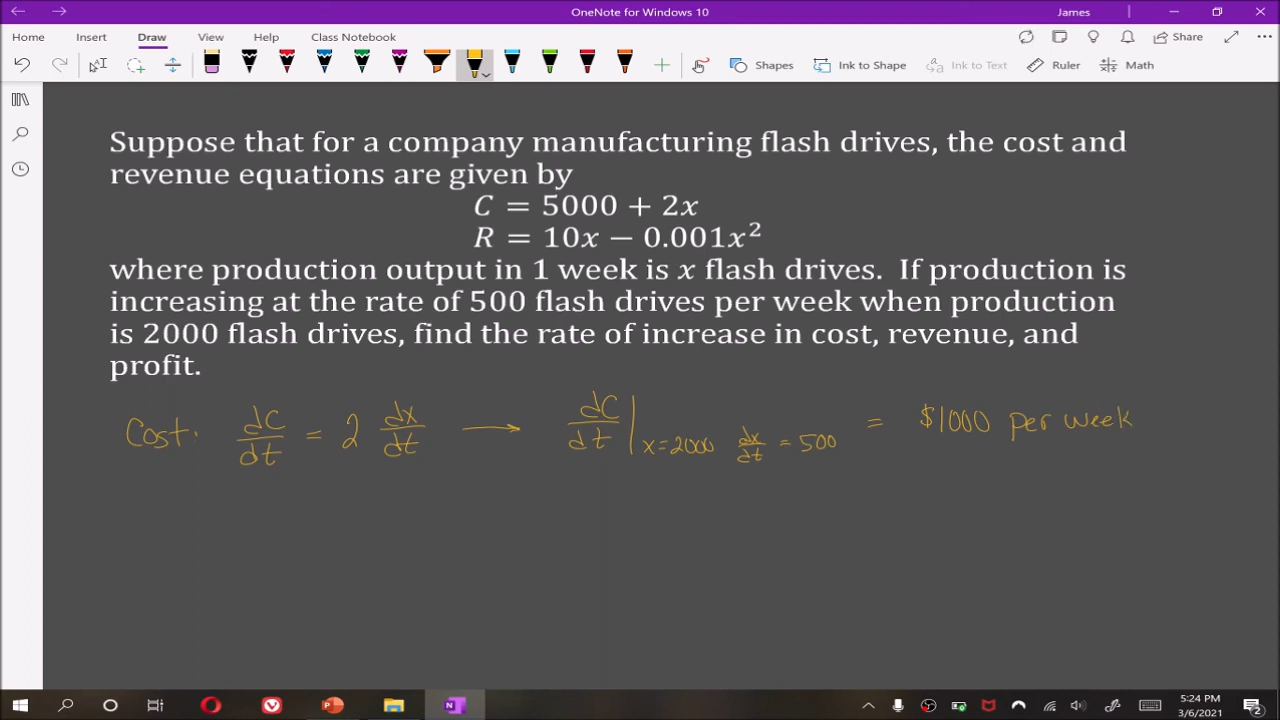 OneNote for Windows 10
James
Home Insert Draw View Help Class Notebook
Share
Shapes
Ink to Shape
Ink to Text
Ruler
Math
Suppose that for a company manufacturing flash drives, the cost and
revenue equations are given by
C = 5000 + 2x
R = 10x − 0.001x²
where production output in 1 week is x flash drives. If production is
increasing at the rate of 500 flash drives per week when production
is 2000 flash drives, find the rate of increase in cost, revenue, and
profit.
Cost: dC/dt = 2 dx/dt → dC/dt | x=2000 dx/dt = 500 = $1000 per week
5:24 PM
3/6/2021
2